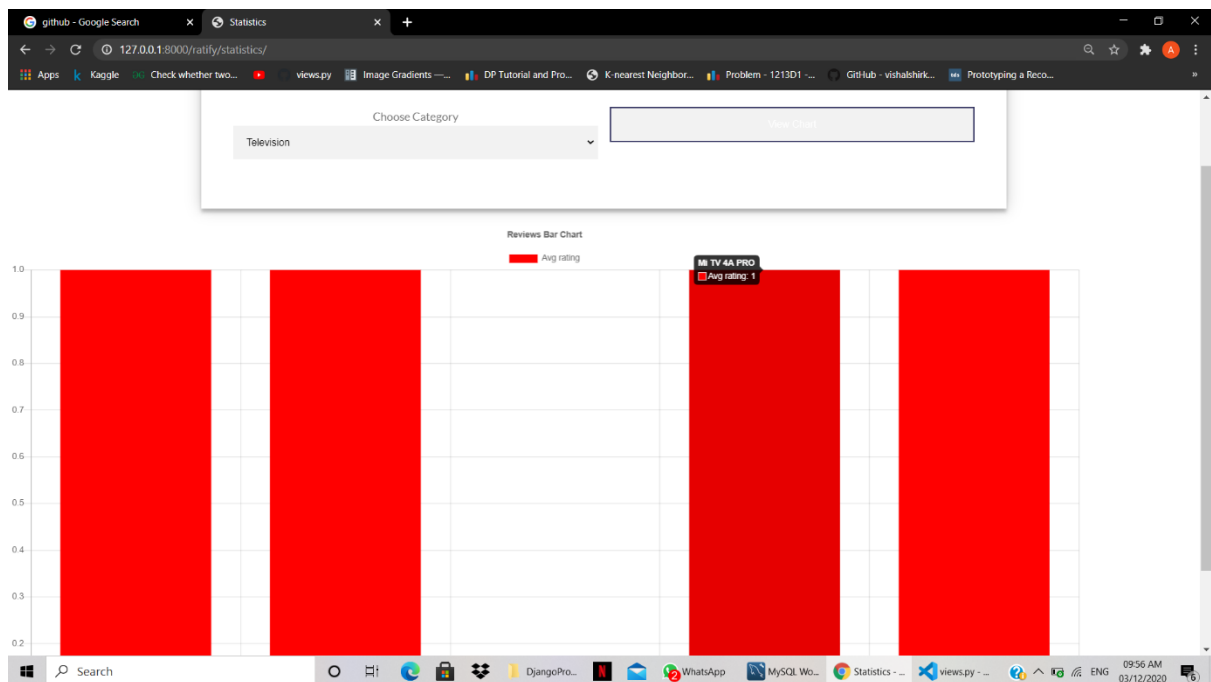 github - Google Search
Statistics
127.0.0.1:8000/ratify/statistics/
A
Apps
Kaggle
Check whether two...
views.py
Image Gradients —...
DP Tutorial and Pro...
K-nearest Neighbor...
Problem - 1213D1 -...
GitHub - vishalshirk...
Prototyping a Reco...
»
Choose Category
Television
View Chart
Reviews Bar Chart
Avg rating
Mi TV 4A PRO
Avg rating: 1
1.0
0.9
0.8
0.7
0.6
0.5
0.4
0.3
0.2
Search
DjangoPro...
WhatsApp
MySQL Wo...
Statistics - ...
views.py - ...
ENG
09:56 AM
03/12/2020
6